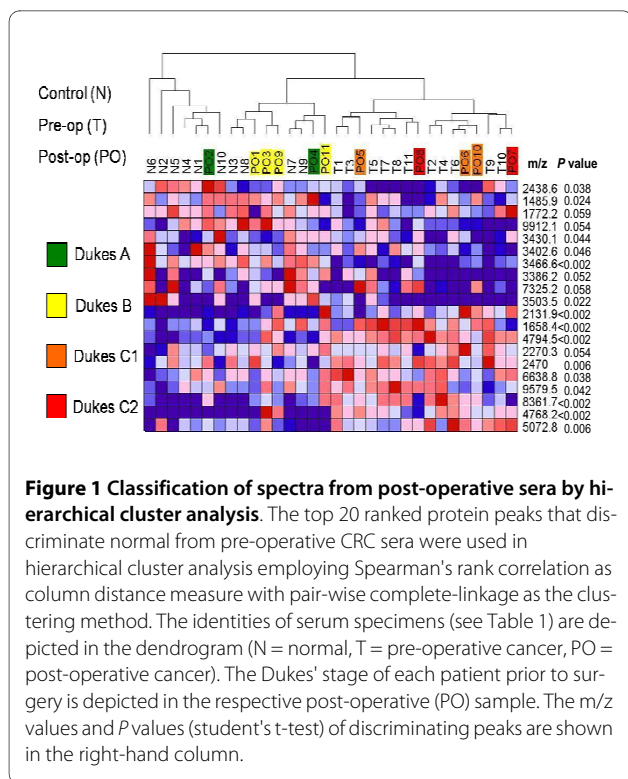 Control (N)
Pre-op (T)
Post-op (PO)
N6 N2 N5 N4 N1 PO2 N10 N3 N8 PO1 PC3 PC9 N7 N9 PO4 PO11 T1 T3 PO5 T5 T7 T8 T11 T2 T4 T6 PC6 PO10 T9 T10 PO7
m/z P value
2438.6 0.038
1485.9 0.024
1772.2 0.059
9912.1 0.054
3430.1 0.044
3402.6 0.046
3466.6 <0.002
3386.2 0.052
7325.2 0.058
3503.5 0.022
2131.9 <0.002
1658.4 <0.002
4794.5 <0.002
2270.3 0.054
2470 0.006
6638.8 0.038
9579.5 0.042
8361.7 <0.002
4768.2 <0.002
5072.8 0.006
Dukes A
Dukes B
Dukes C1
Dukes C2
Figure 1 Classification of spectra from post-operative sera by hi-
erarchical cluster analysis. The top 20 ranked protein peaks that dis-
criminate normal from pre-operative CRC sera were used in
hierarchical cluster analysis employing Spearman's rank correlation as
column distance measure with pair-wise complete-linkage as the clus-
tering method. The identities of serum specimens (see Table 1) are de-
picted in the dendrogram (N = normal, T = pre-operative cancer, PO =
post-operative cancer). The Dukes' stage of each patient prior to sur-
gery is depicted in the respective post-operative (PO) sample. The m/z
values and P values (student's t-test) of discriminating peaks are shown
in the right-hand column.